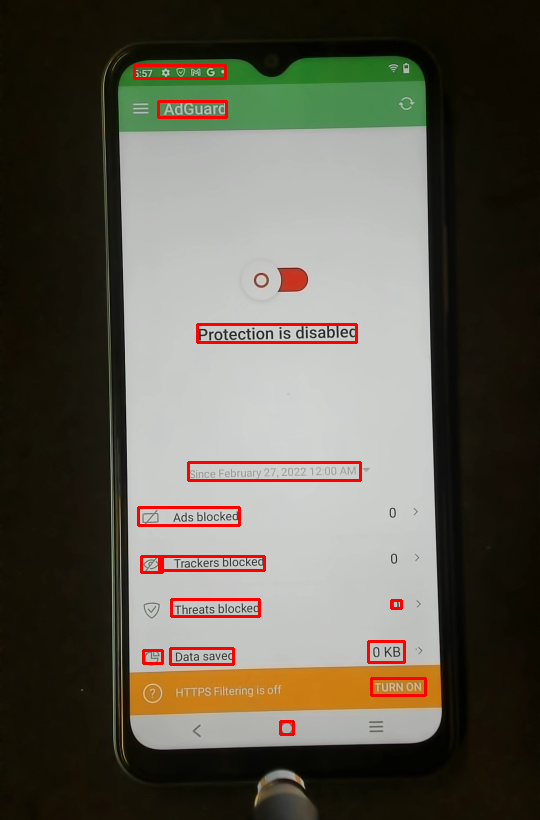 5:57
AdGuard
Protection is disabled
Since February 27, 2022 12:00 AM
Ads blocked 0
Trackers blocked 0
Threats blocked 0
Data saved 0 KB
HTTPS Filtering is off TURN ON